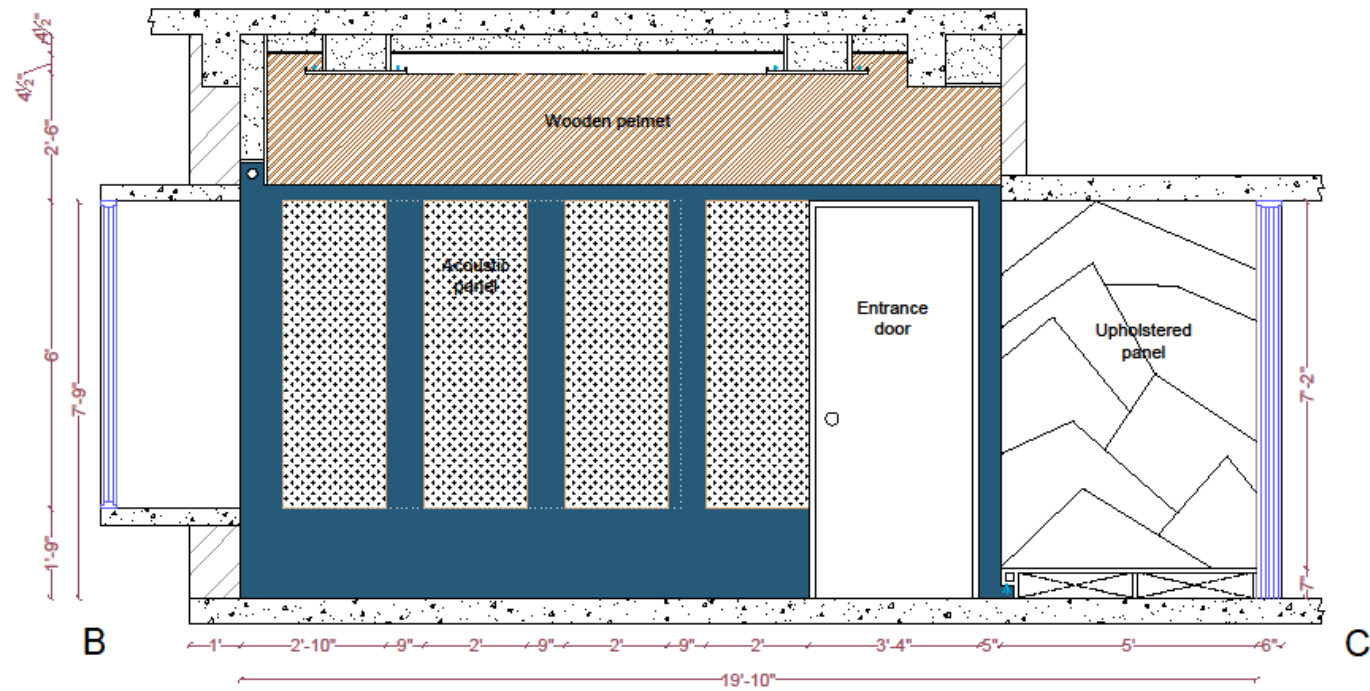 4½"
4½"
2'-6"
6'
7'-9"
1'-9"
Wooden pelmet
Acoustic
panel
Entrance
door
Upholstered
panel
7'-2"
7"
B
1'
2'-10"
9"
2'
9"
2'
9"
2'
3'-4"
5"
5'
6"
C
19'-10"